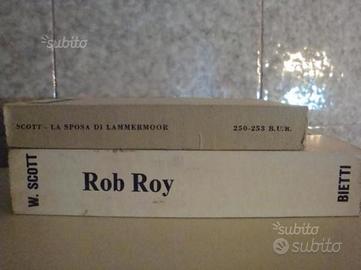 subito
SCOTT - LA SPOSA DI LAMMERMOOR 250-253 B.U.R.
W. SCOTT Rob Roy BIETTI
subito
subito